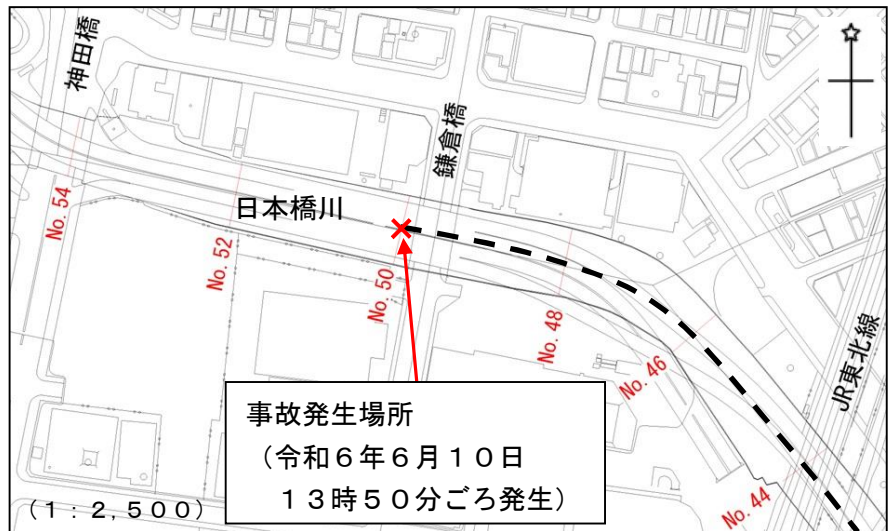 神田橋
鎌倉橋
日本橋川
No. 54
No. 52
No. 50
No. 48
No. 46
No. 44
JR東北線
事故発生場所
（令和６年６月１０日
１３時５０分ごろ発生）
（１：２,５００）